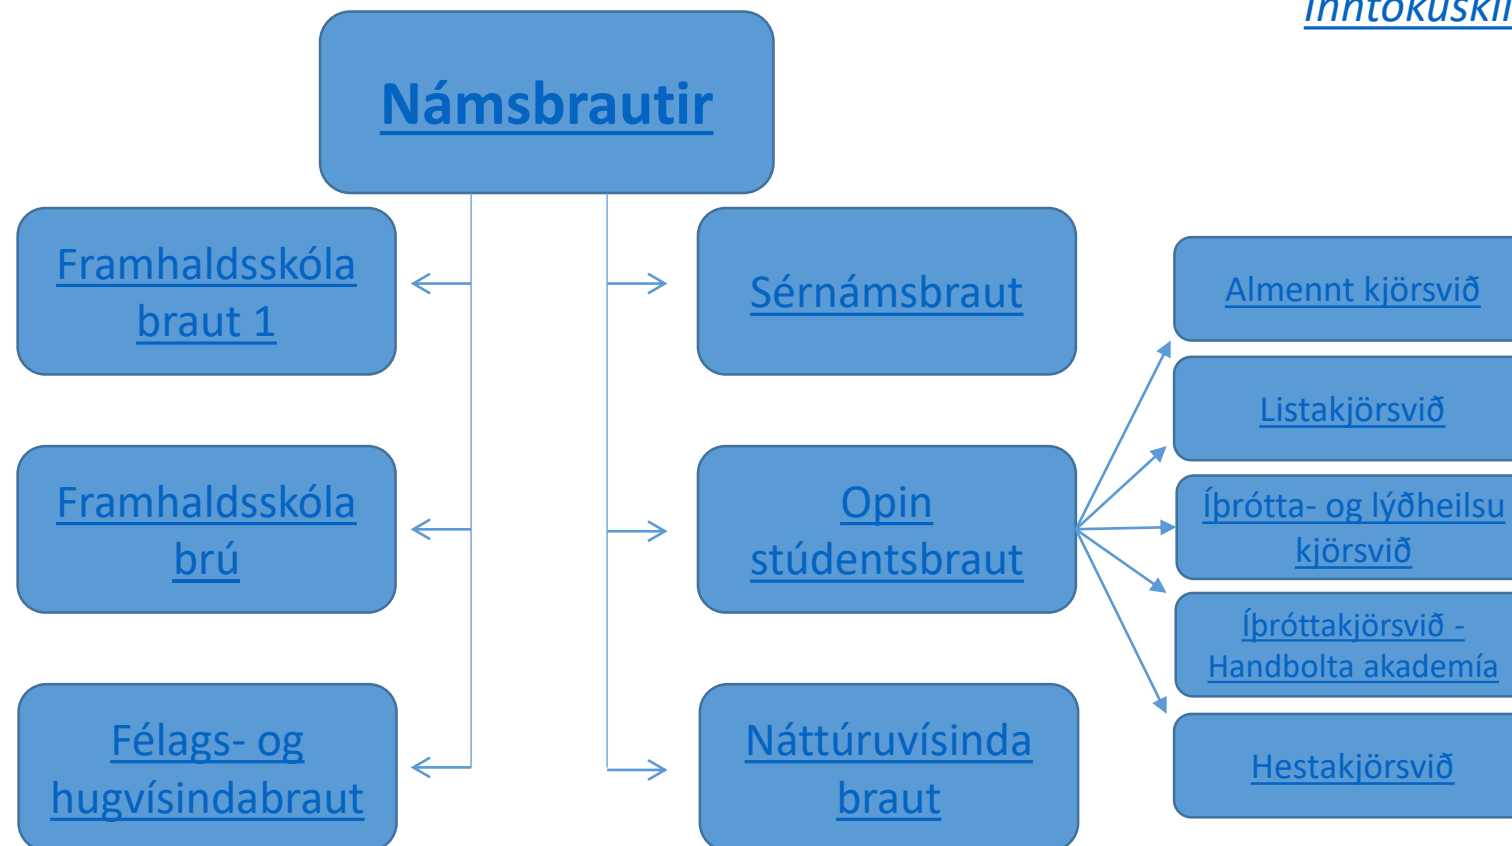 Námsbrautir
Framhaldsskóla
braut 1
Framhaldsskóla
brú
Félags- og
hugvísindabraut
Sérnámsbraut
Opin
stúdentsbraut
Náttúruvísinda
braut
Almennt kjörsvið
Listakjörsvið
Íþrótta- og lýðheilsu
kjörsvið
Íþróttakjörsvið -
Handbolta akademía
Hestakjörsvið